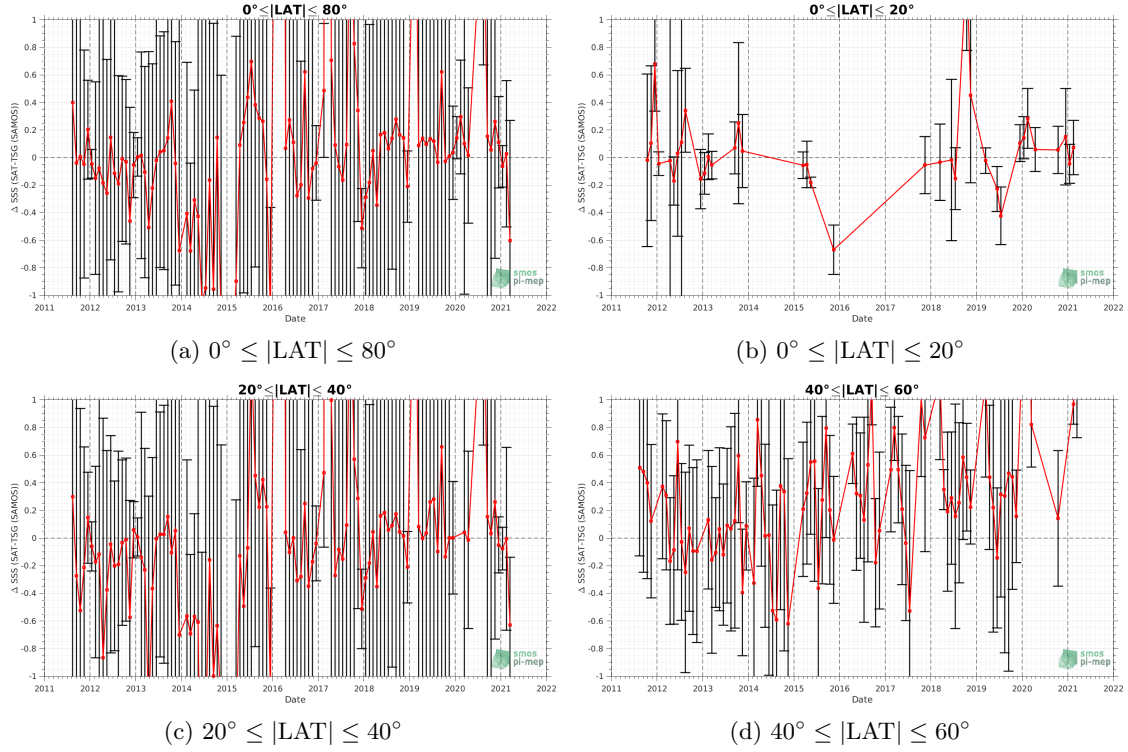 0°≤|LAT|≤ 80°
Δ SSS (SAT-TSG (SAMOS))
1
0.8
0.6
0.4
0.2
0
-0.2
-0.4
-0.6
-0.8
-1
2011 2012 2013 2014 2015 2016 2017 2018 2019 2020 2021 2022
Date
smos
pi-mep
(a) 0° ≤ |LAT| ≤ 80°
0°≤|LAT|≤ 20°
Δ SSS (SAT-TSG (SAMOS))
1
0.8
0.6
0.4
0.2
0
-0.2
-0.4
-0.6
-0.8
-1
2011 2012 2013 2014 2015 2016 2017 2018 2019 2020 2021 2022
Date
smos
pi-mep
(b) 0° ≤ |LAT| ≤ 20°
20°≤|LAT|≤ 40°
Δ SSS (SAT-TSG (SAMOS))
1
0.8
0.6
0.4
0.2
0
-0.2
-0.4
-0.6
-0.8
-1
2011 2012 2013 2014 2015 2016 2017 2018 2019 2020 2021 2022
Date
smos
pi-mep
(c) 20° ≤ |LAT| ≤ 40°
40°≤|LAT|≤ 60°
Δ SSS (SAT-TSG (SAMOS))
1
0.8
0.6
0.4
0.2
0
-0.2
-0.4
-0.6
-0.8
-1
2011 2012 2013 2014 2015 2016 2017 2018 2019 2020 2021 2022
Date
smos
pi-mep
(d) 40° ≤ |LAT| ≤ 60°